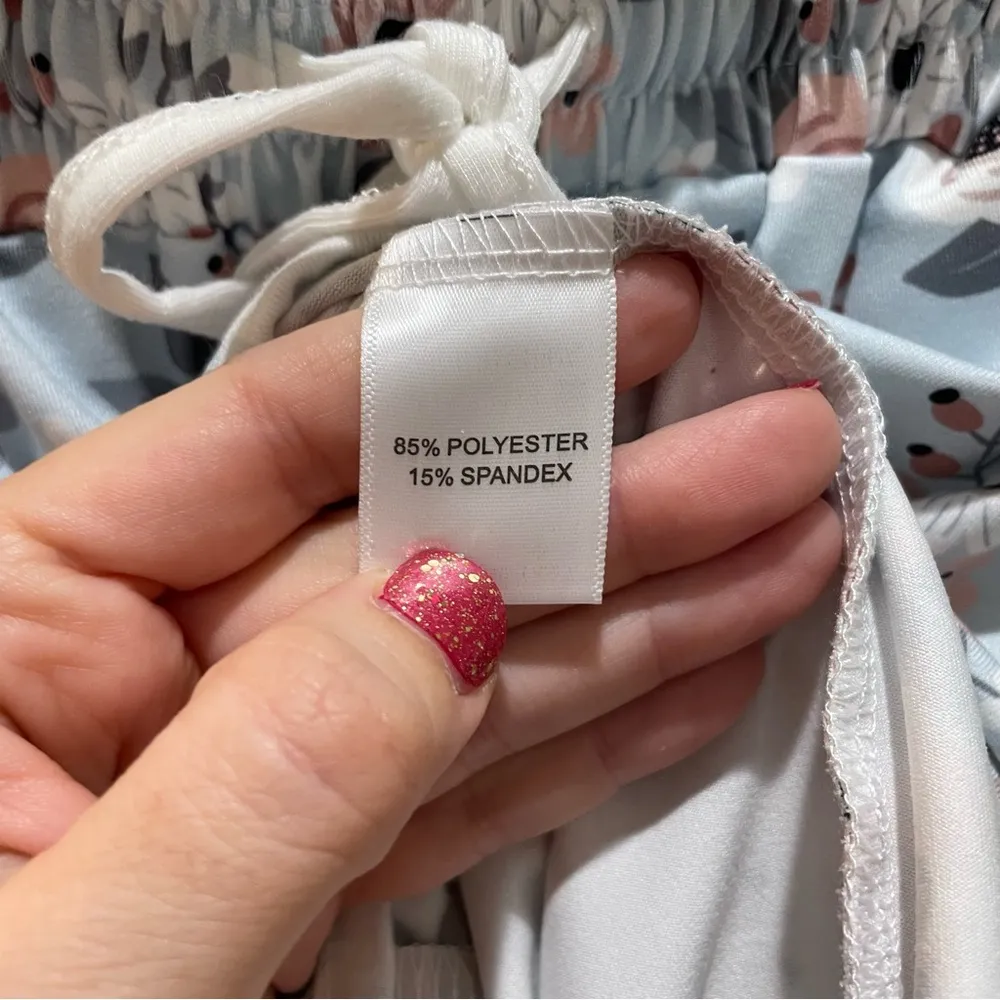 85% POLYESTER
15% SPANDEX